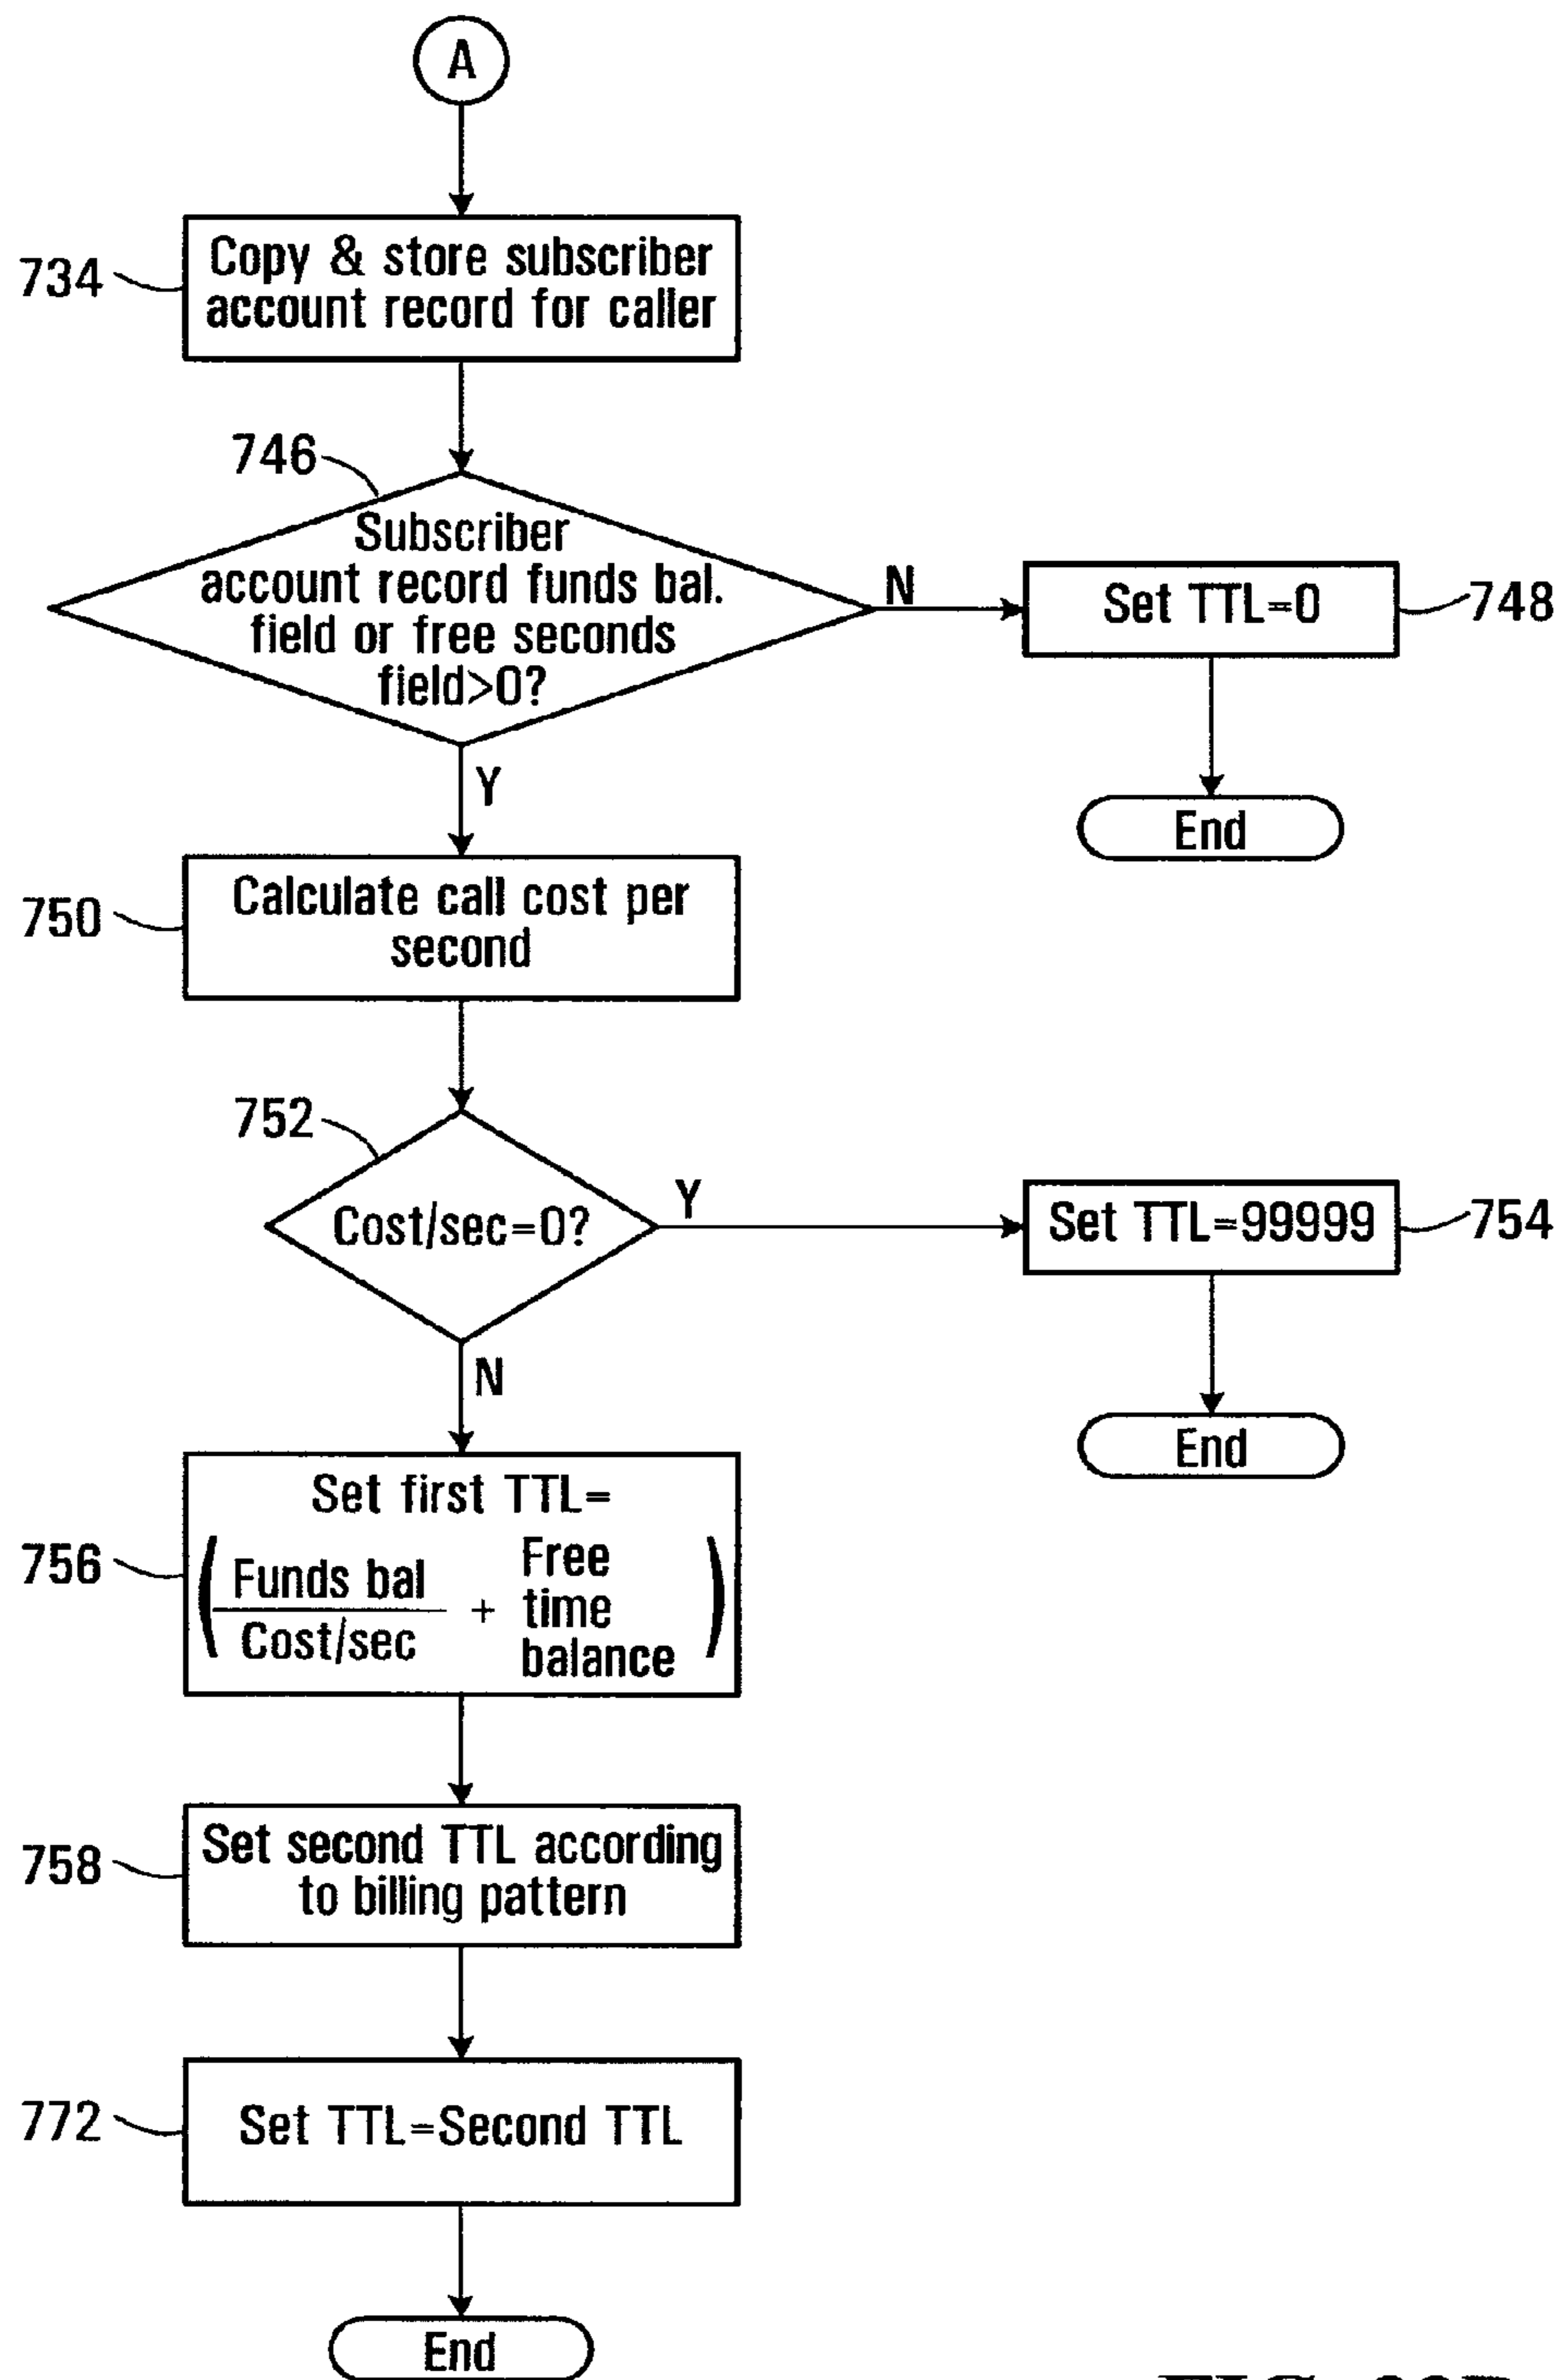 A
734
Copy & store subscriber
account record for caller
746
Subscriber
account record funds bal.
field or free seconds
field>0?
N
Set TTL=0
748
End
Y
750
Calculate call cost per
second
752
Cost/sec=0?
Y
Set TTL=99999
754
End
N
756
Set first TTL=
( Funds bal
Cost/sec
+
Free
time
balance )
758
Set second TTL according
to billing pattern
772
Set TTL=Second TTL
End